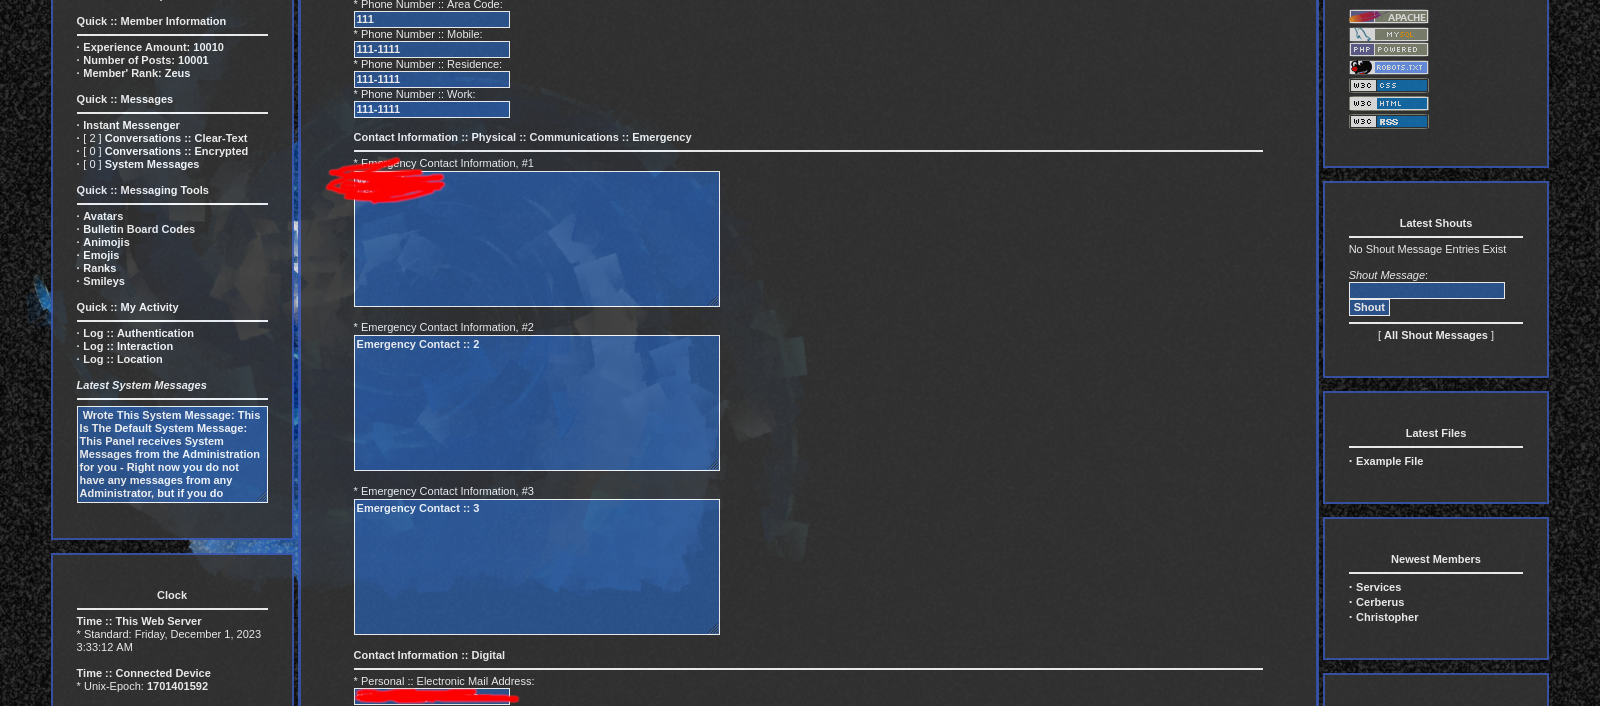 Quick :: Member Information
· Experience Amount: 10010
· Number of Posts: 10001
· Member' Rank: Zeus
Quick :: Messages
· Instant Messenger
· [ 2 ] Conversations :: Clear-Text
· [ 0 ] Conversations :: Encrypted
· [ 0 ] System Messages
Quick :: Messaging Tools
· Avatars
· Bulletin Board Codes
· Animojis
· Emojis
· Ranks
· Smileys
Quick :: My Activity
· Log :: Authentication
· Log :: Interaction
· Log :: Location
Latest System Messages
Wrote This System Message: This
Is The Default System Message:
This Panel receives System
Messages from the Administration
for you - Right now you do not
have any messages from any
Administrator, but if you do
Clock
Time :: This Web Server
* Standard: Friday, December 1, 2023
3:33:12 AM
Time :: Connected Device
* Unix-Epoch: 1701401592
* Phone Number :: Area Code:
111
* Phone Number :: Mobile:
111-1111
* Phone Number :: Residence:
111-1111
* Phone Number :: Work:
111-1111
Contact Information :: Physical :: Communications :: Emergency
* Emergency Contact Information, #1
* Emergency Contact Information, #2
Emergency Contact :: 2
* Emergency Contact Information, #3
Emergency Contact :: 3
Contact Information :: Digital
* Personal :: Electronic Mail Address:
APACHE
MYSQL
PHP POWERED
ROBOTS.TXT
W3C CSS
W3C HTML
W3C RSS
Latest Shouts
No Shout Message Entries Exist
Shout Message:
Shout
[ All Shout Messages ]
Latest Files
· Example File
Newest Members
· Services
· Cerberus
· Christopher